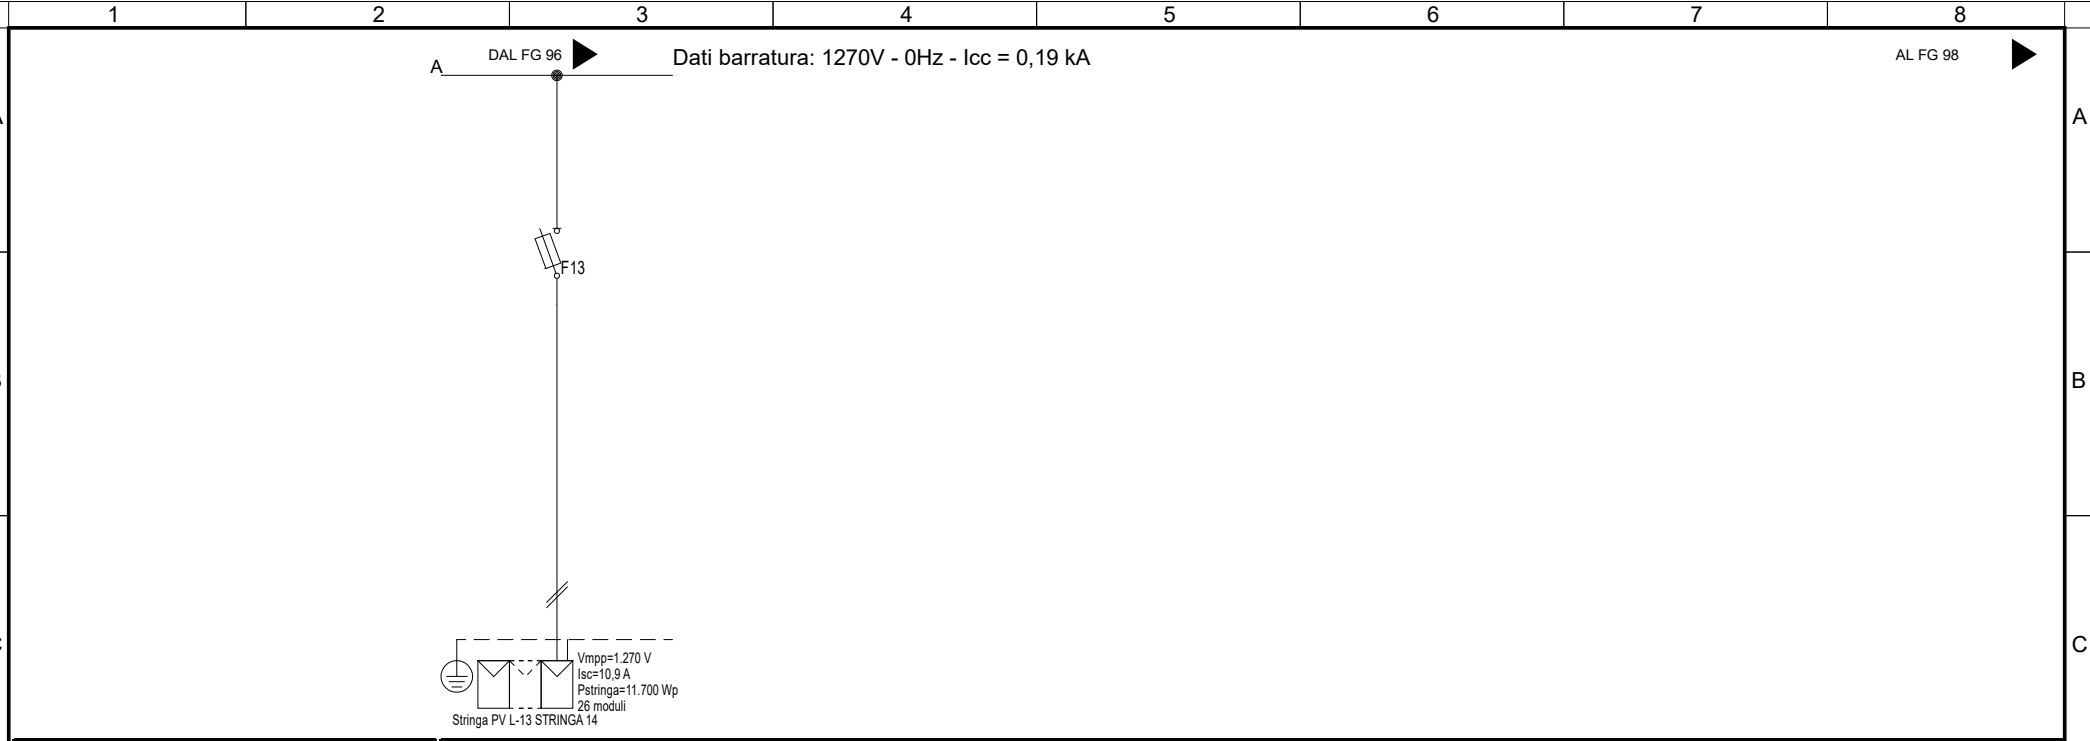 1 2 3 4 5 6 7 8
DAL FG 96
Dati barratura: 1270V - 0Hz - Icc = 0,19 kA
AL FG 98
A
A
F13
B
C
Vmpp=1.270 V
Isc=10,9 A
Pstringa=11.700 Wp
26 moduli
Stringa PV L-13 STRINGA 14